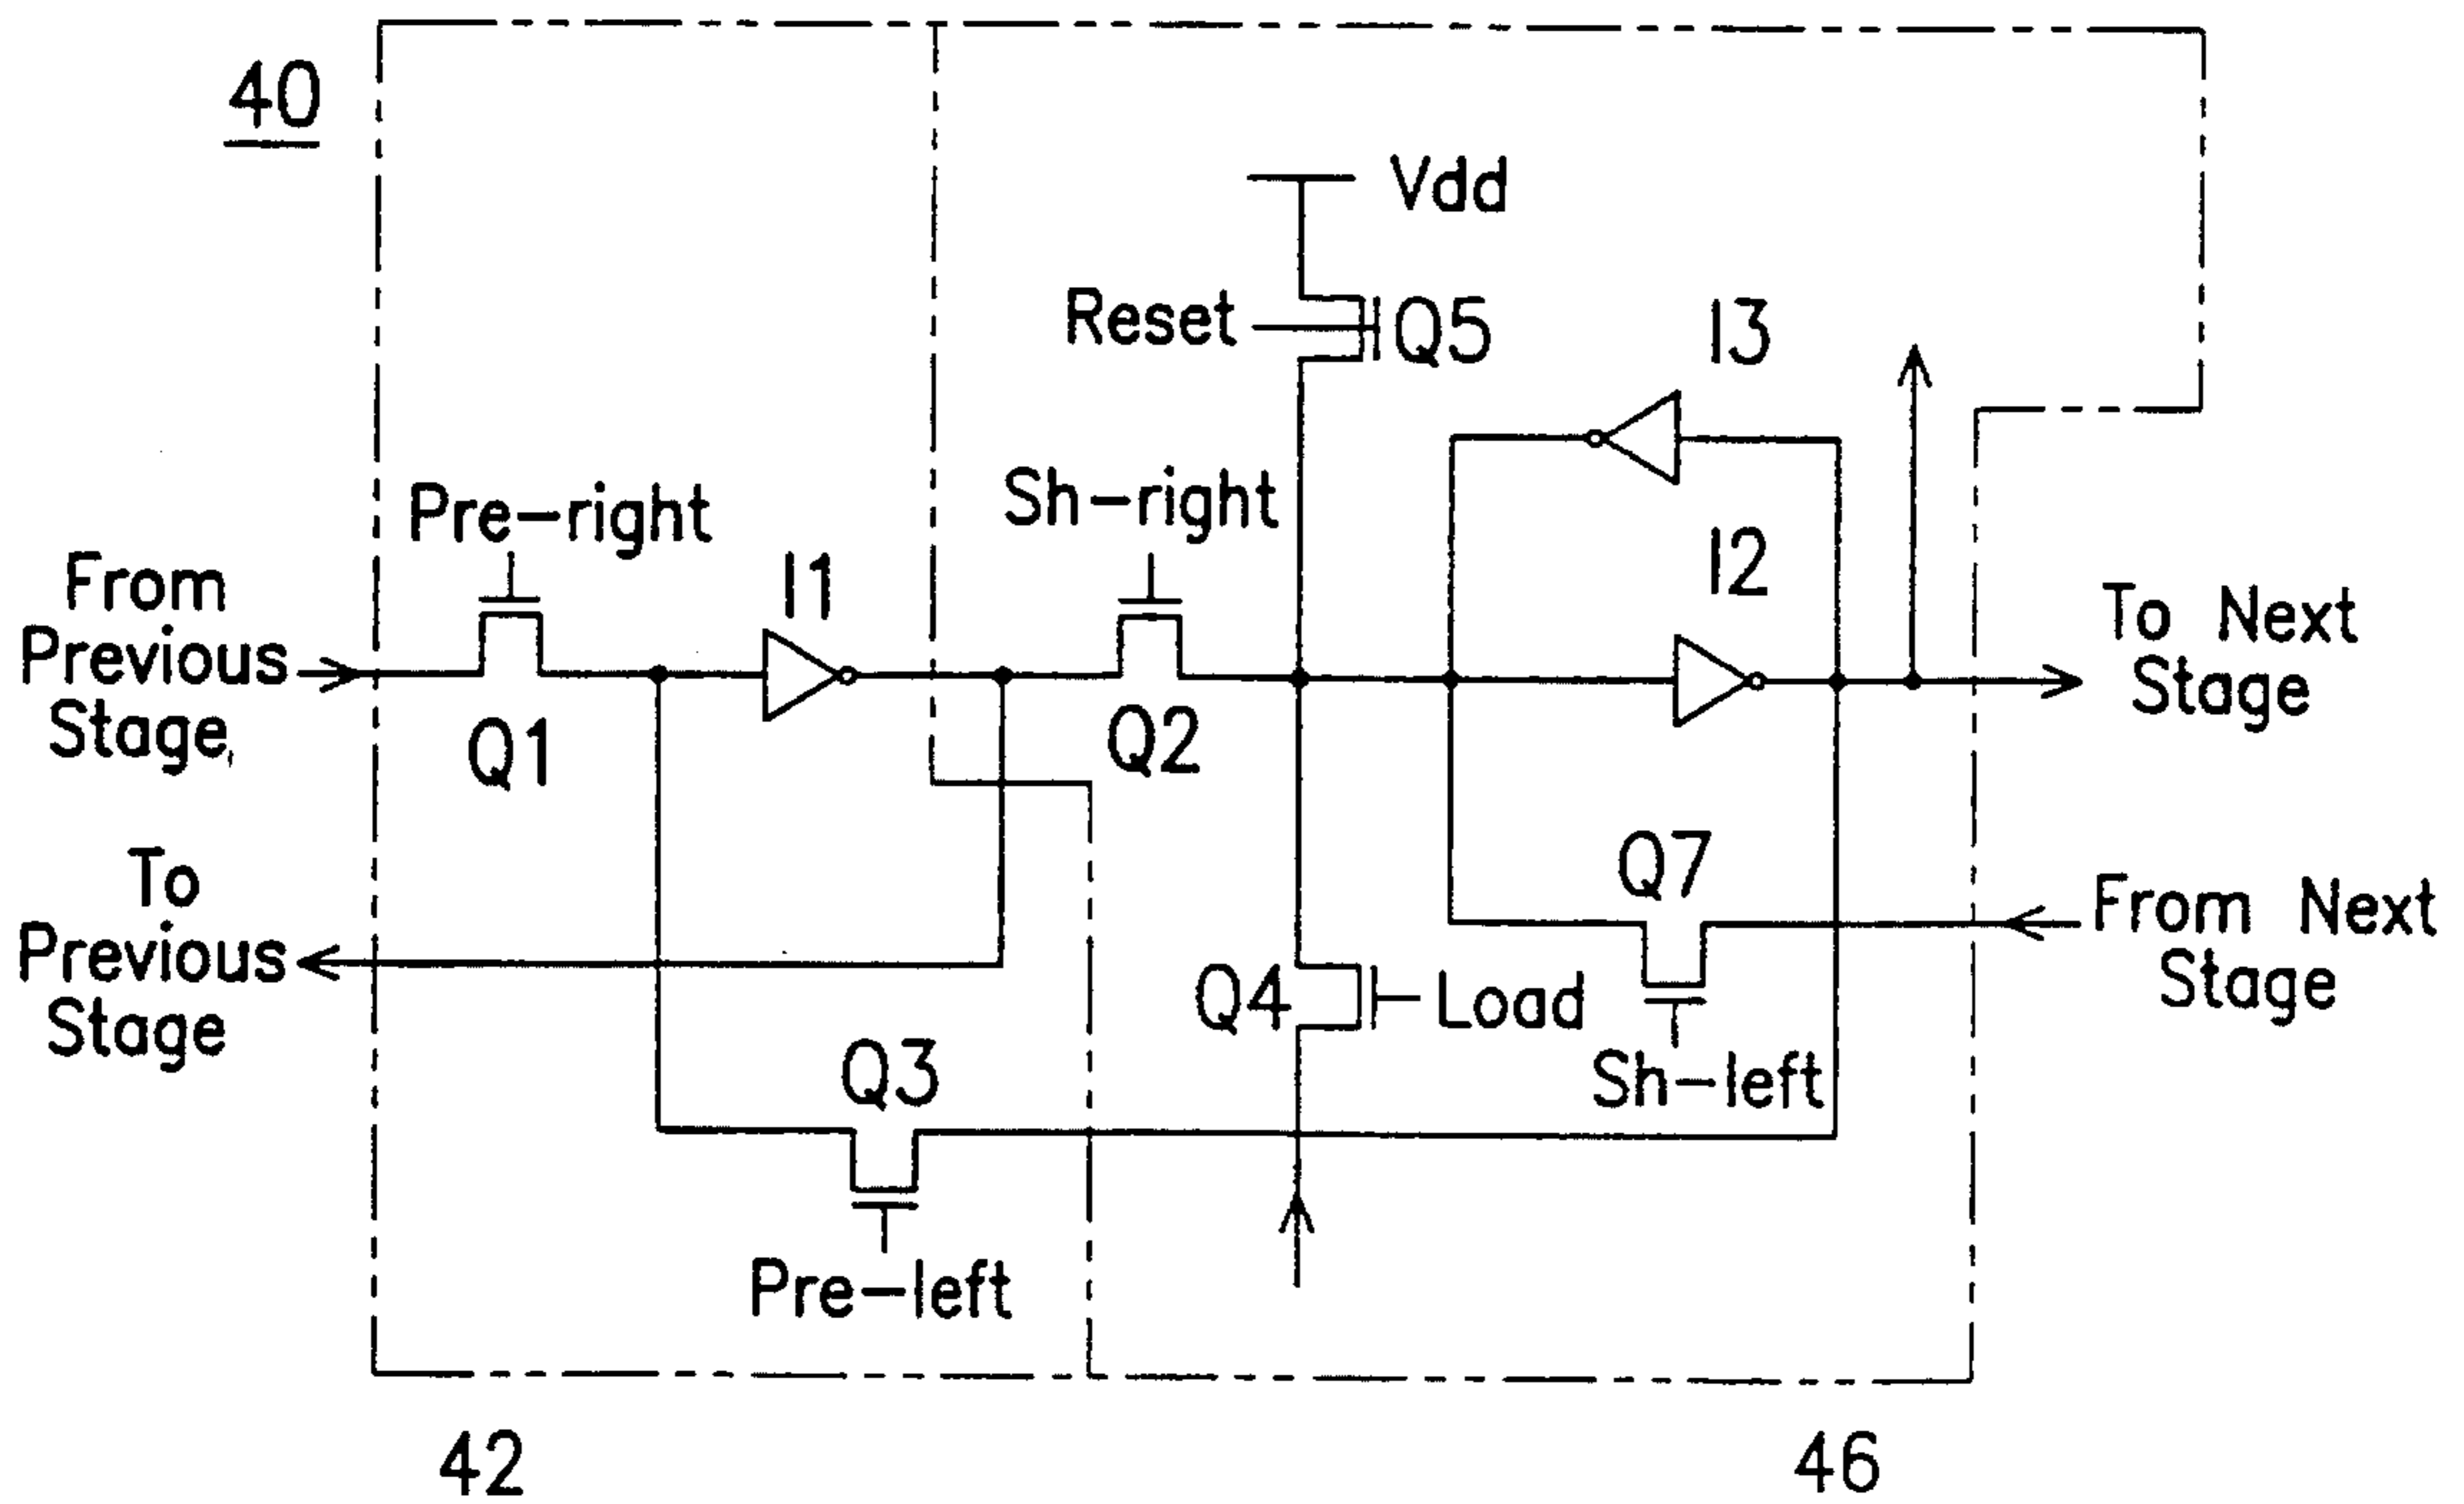 40
Vdd
Reset
Q5
I3
Sh-right
Pre-right
I2
I1
From
Previous
Stage
To Next
Stage
Q1
Q2
Q7
To
Previous
Stage
From Next
Stage
Q4
Load
Q3
Sh-left
Pre-left
42
46